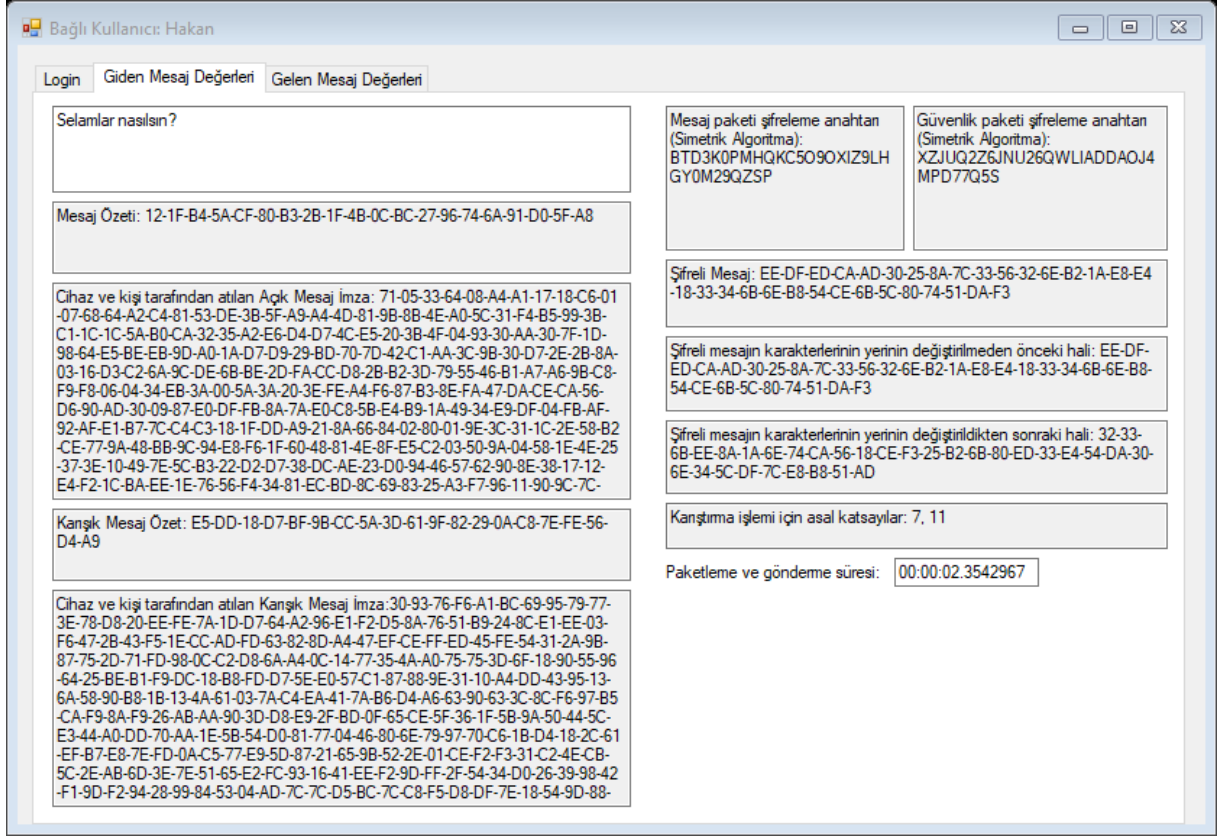 Bağlı Kullanıcı: Hakan
Login
Giden Mesaj Değerleri
Gelen Mesaj Değerleri
Selamlar nasılsın?
Mesaj Özeti: 12-1F-B4-5A-CF-80-B3-2B-1F-4B-0C-BC-27-96-74-6A-91-D0-5F-A8
Cihaz ve kişi tarafından atılan Açık Mesaj İmza: 71-05-33-64-08-A4-A1-17-18-C6-01
-07-68-64-A2-C4-81-53-DE-3B-5F-A9-A4-4D-81-9B-8B-4E-A0-5C-31-F4-B5-99-3B-
C1-1C-1C-5A-B0-CA-32-35-A2-E6-D4-D7-4C-E5-20-3B-4F-04-93-30-AA-30-7F-1D-
98-64-E5-BE-EB-9D-A0-1A-D7-D9-29-BD-70-7D-42-C1-AA-3C-9B-30-D7-2E-2B-8A-
03-16-D3-C2-6A-9C-DE-6B-BE-2D-FA-CC-D8-2B-B2-3D-79-55-46-B1-A7-A6-9B-C8-
F9-F8-06-04-34-EB-3A-00-5A-3A-20-3E-FE-A4-F6-87-B3-8E-FA-47-DA-CE-CA-56-
D6-90-AD-30-09-87-E0-DF-FB-8A-7A-E0-C8-5B-E4-B9-1A-49-34-E9-DF-04-FB-AF-
92-AF-E1-B7-7C-C4-C3-18-1F-DD-A9-21-8A-66-84-02-80-01-9E-3C-31-1C-2E-58-B2
-CE-77-9A-48-BB-9C-94-E8-F6-1F-60-48-81-4E-8F-E5-C2-03-50-9A-04-58-1E-4E-25
-37-3E-10-49-7E-5C-B3-22-D2-D7-38-DC-AE-23-D0-94-46-57-62-90-8E-38-17-12-
E4-F2-1C-BA-EE-1E-76-56-F4-34-81-EC-BD-8C-69-83-25-A3-F7-96-11-90-9C-7C-
Karışık Mesaj Özet: E5-DD-18-D7-BF-9B-CC-5A-3D-61-9F-82-29-0A-C8-7E-FE-56-
D4-A9
Cihaz ve kişi tarafından atılan Karışık Mesaj İmza:30-93-76-F6-A1-BC-69-95-79-77-
3E-78-D8-20-EE-FE-7A-1D-D7-64-A2-96-E1-F2-D5-8A-76-51-B9-24-8C-E1-EE-03-
F6-47-2B-43-F5-1E-CC-AD-FD-63-82-8D-A4-47-EF-CE-FF-ED-45-FE-54-31-2A-9B-
87-75-2D-71-FD-98-0C-C2-D8-6A-A4-0C-14-77-35-4A-A0-75-75-3D-6F-18-90-55-96
-64-25-BE-B1-F9-DC-18-B8-FD-D7-5E-E0-57-C1-87-88-9E-31-10-A4-DD-43-95-13-
6A-58-90-B8-1B-13-4A-61-03-7A-C4-EA-41-7A-B6-D4-A6-63-90-63-3C-8C-F6-97-B5
-CA-F9-8A-F9-26-AB-AA-90-3D-D8-E9-2F-BD-0F-65-CE-5F-36-1F-5B-9A-50-44-5C-
E3-44-A0-DD-70-AA-1E-5B-54-D0-81-77-04-46-80-6E-79-97-70-C6-1B-D4-18-2C-61
-EF-B7-E8-7E-FD-0A-C5-77-E9-5D-87-21-65-9B-52-2E-01-CE-F2-F3-31-C2-4E-CB-
5C-2E-AB-6D-3E-7E-51-65-E2-FC-93-16-41-EE-F2-9D-FF-2F-54-34-D0-26-39-98-42
-F1-9D-F2-94-28-99-84-53-04-AD-7C-7C-D5-BC-7C-C8-F5-D8-DF-7E-18-54-9D-88-
Mesaj paketi şifreleme anahtarı
(Simetrik Algoritma):
BTD3K0PMHQKC5O9OXIZ9LH
GY0M29QZSP
Güvenlik paketi şifreleme anahtarı
(Simetrik Algoritma):
XZJUQ2Z6JNU26QWLIADDAOJ4
MPD77Q5S
Şifreli Mesaj: EE-DF-ED-CA-AD-30-25-8A-7C-33-56-32-6E-B2-1A-E8-E4
-18-33-34-6B-6E-B8-54-CE-6B-5C-80-74-51-DA-F3
Şifreli mesajın karakterlerinin yerinin değiştirilmeden önceki hali: EE-DF-
ED-CA-AD-30-25-8A-7C-33-56-32-6E-B2-1A-E8-E4-18-33-34-6B-6E-B8-
54-CE-6B-5C-80-74-51-DA-F3
Şifreli mesajın karakterlerinin yerinin değiştirildikten sonraki hali: 32-33-
6B-EE-8A-1A-6E-74-CA-56-18-CE-F3-25-B2-6B-80-ED-33-E4-54-DA-30-
6E-34-5C-DF-7C-E8-B8-51-AD
Karıştırma işlemi için asal katsayılar: 7, 11
Paketleme ve gönderme süresi:
00:00:02.3542967